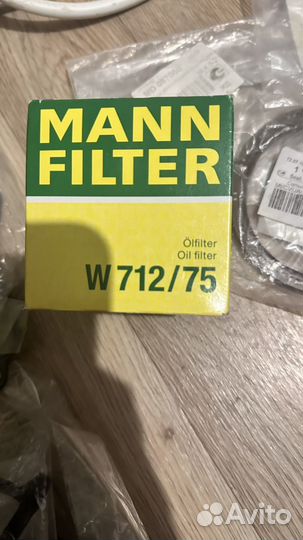 MANN
FILTER
Ölfilter
Oil filter
W 712/75
Avito